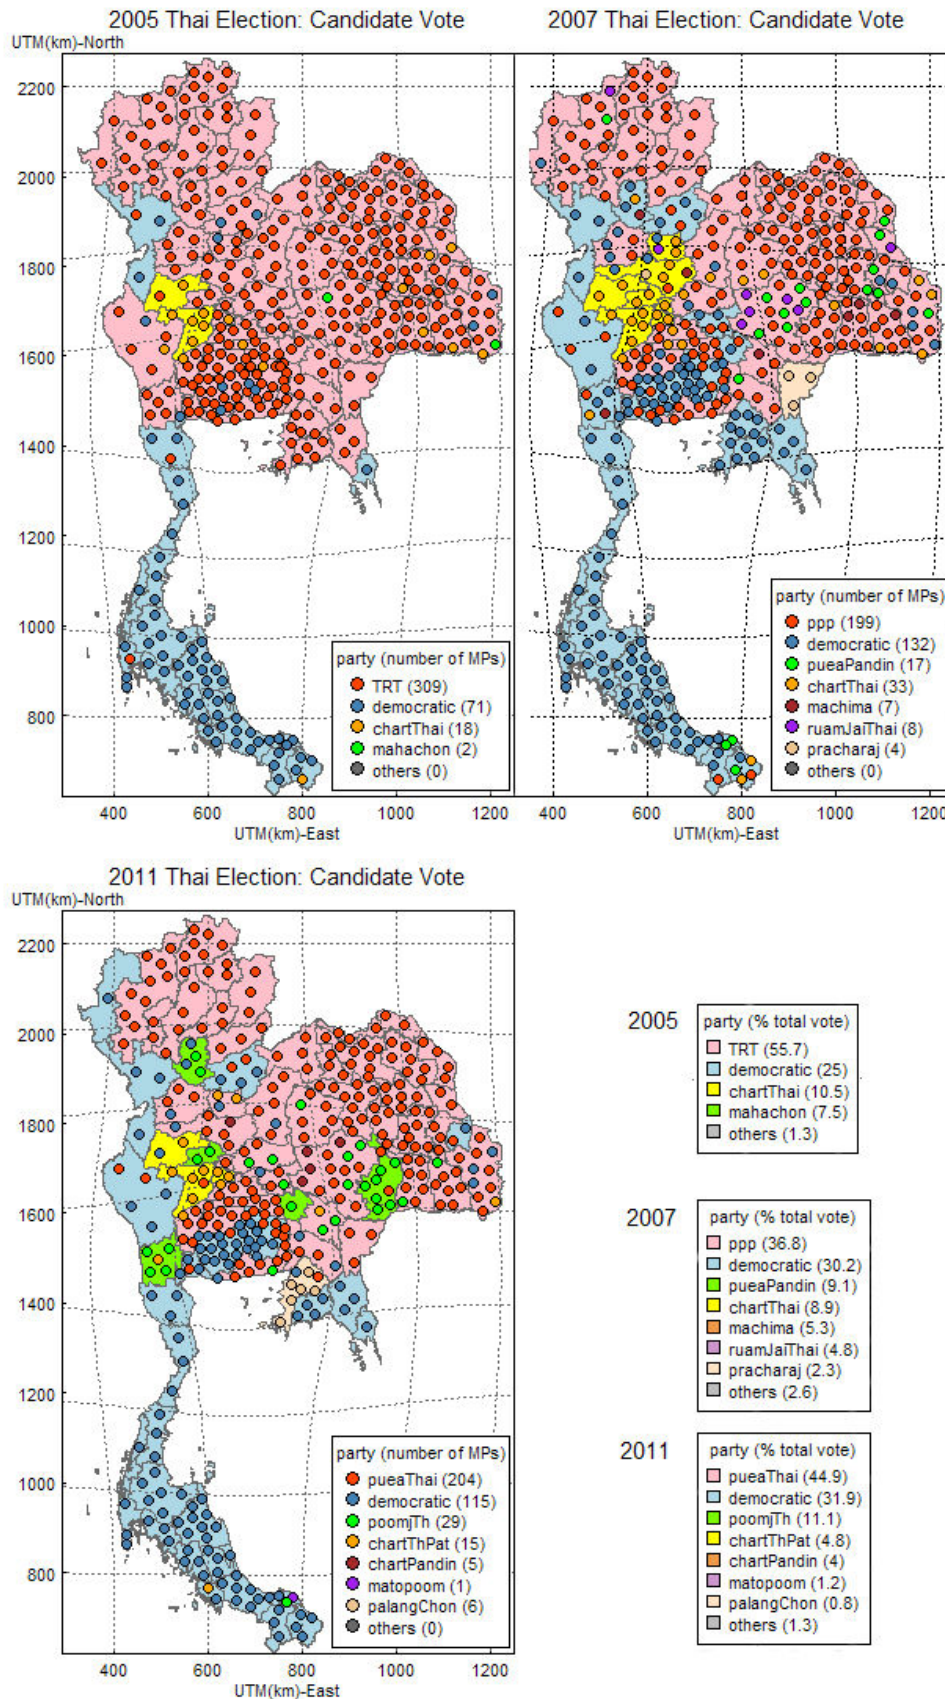 2005 Thai Election: Candidate Vote
2007 Thai Election: Candidate Vote
UTM(km)-North
2200
2000
1800
1600
1400
1200
1000
800
party (number of MPs)
TRT (309)
democratic (71)
chartThai (18)
mahachon (2)
others (0)
400 600 800 1000 1200
UTM(km)-East
party (number of MPs)
ppp (199)
democratic (132)
pueaPandin (17)
chartThai (33)
machima (7)
ruamJaiThai (8)
pracharaj (4)
others (0)
400 600 800 1000 1200
UTM(km)-East
2011 Thai Election: Candidate Vote
UTM(km)-North
2200
2000
1800
1600
1400
1200
1000
800
party (number of MPs)
pueaThai (204)
democratic (115)
poomjTh (29)
chartThPat (15)
chartPandin (5)
matopoom (1)
palangChon (6)
others (0)
400 600 800 1000 1200
UTM(km)-East
2005
party (% total vote)
TRT (55.7)
democratic (25)
chartThai (10.5)
mahachon (7.5)
others (1.3)
2007
party (% total vote)
ppp (36.8)
democratic (30.2)
pueaPandin (9.1)
chartThai (8.9)
machima (5.3)
ruamJaiThai (4.8)
pracharaj (2.3)
others (2.6)
2011
party (% total vote)
pueaThai (44.9)
democratic (31.9)
poomjTh (11.1)
chartThPat (4.8)
chartPandin (4)
matopoom (1.2)
palangChon (0.8)
others (1.3)